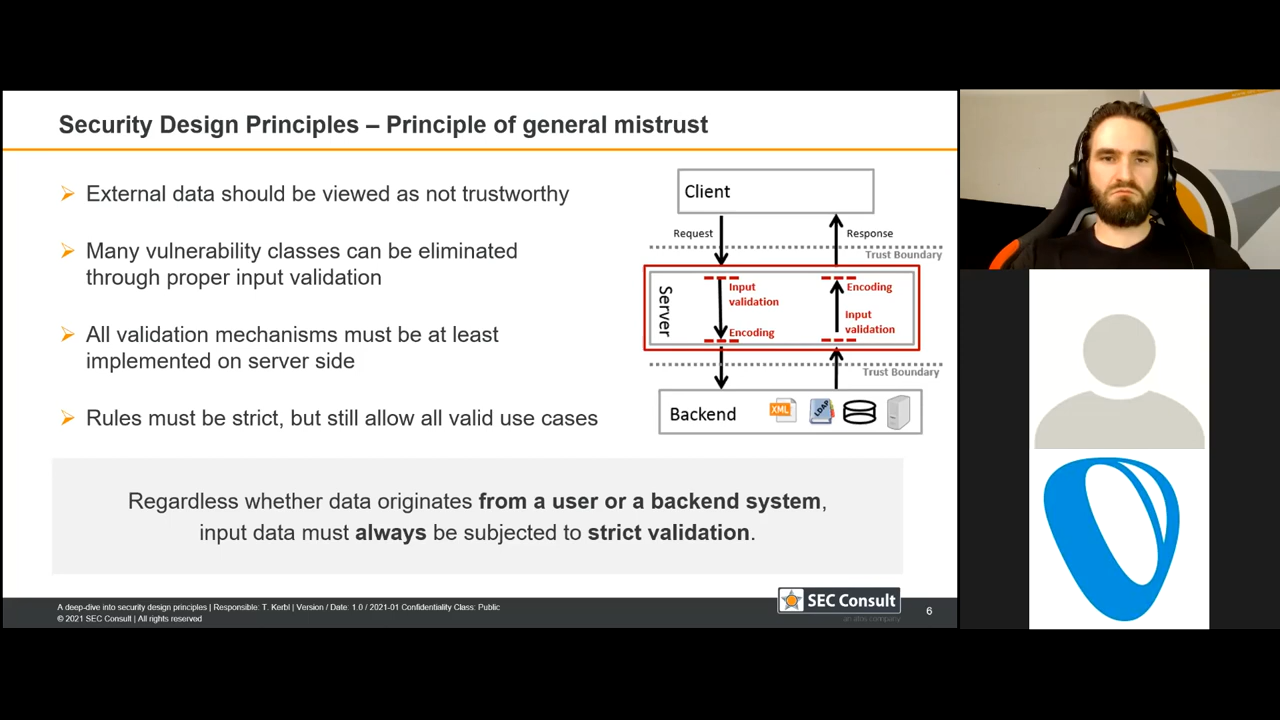 Security Design Principles – Principle of general mistrust
External data should be viewed as not trustworthy
Many vulnerability classes can be eliminated
through proper input validation
All validation mechanisms must be at least
implemented on server side
Rules must be strict, but still allow all valid use cases
Client
Request
Response
Trust Boundary
Server
Input
validation
Encoding
Encoding
Input
validation
Trust Boundary
Backend
XML
LDAP
Regardless whether data originates from a user or a backend system,
input data must always be subjected to strict validation.
A deep-dive into security design principles | Responsible: T. Kerbl | Version / Date: 1.0 / 2021-01 Confidentiality Class: Public
© 2021 SEC Consult | All rights reserved
SEC Consult
an atos company
6